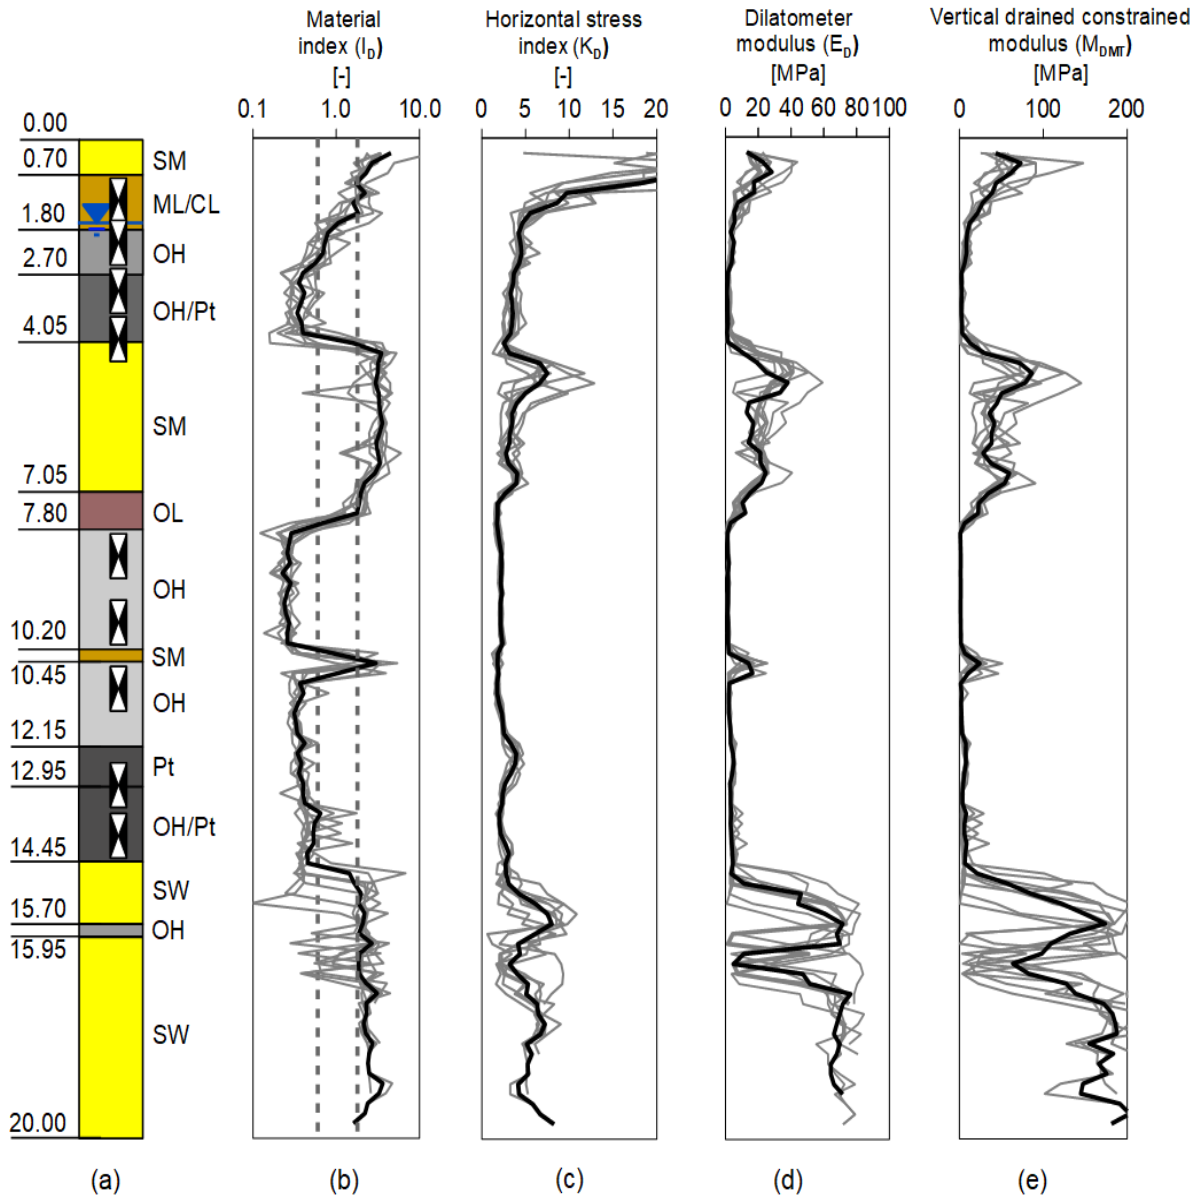 Material
index (I_D)
[-]
Horizontal stress
index (K_D)
[-]
Dilatometer
modulus (E_D)
[MPa]
Vertical drained constrained
modulus (M_DMT)
[MPa]
0.1 1.0 10.0
0 5 10 15 20
0 20 40 60 80 100
0 100 200
0.00
0.70 SM
ML/CL
1.80
OH
2.70
OH/Pt
4.05
SM
7.05
OL
7.80
OH
10.20
SM
10.45
OH
12.15
Pt
12.95
OH/Pt
14.45
SW
15.70
OH
15.95
SW
20.00
(a) (b) (c) (d) (e)